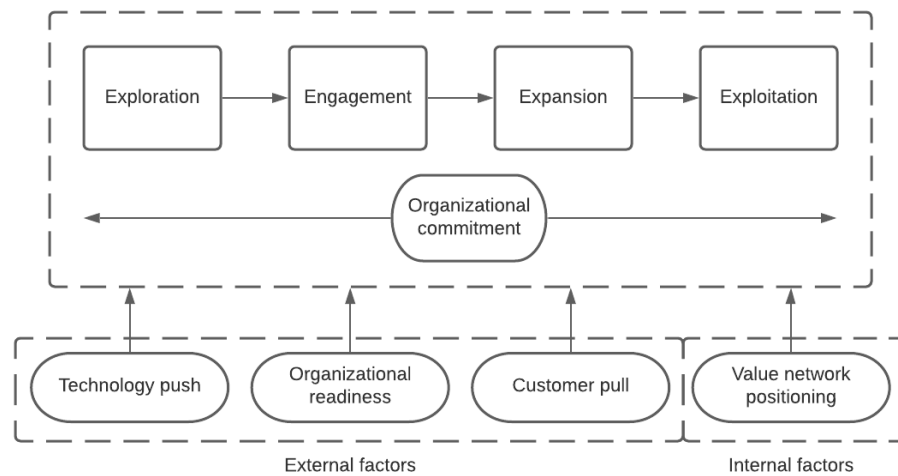 Exploration
Engagement
Expansion
Exploitation
Organizational
commitment
Technology push
Organizational
readiness
Customer pull
Value network
positioning
External factors
Internal factors